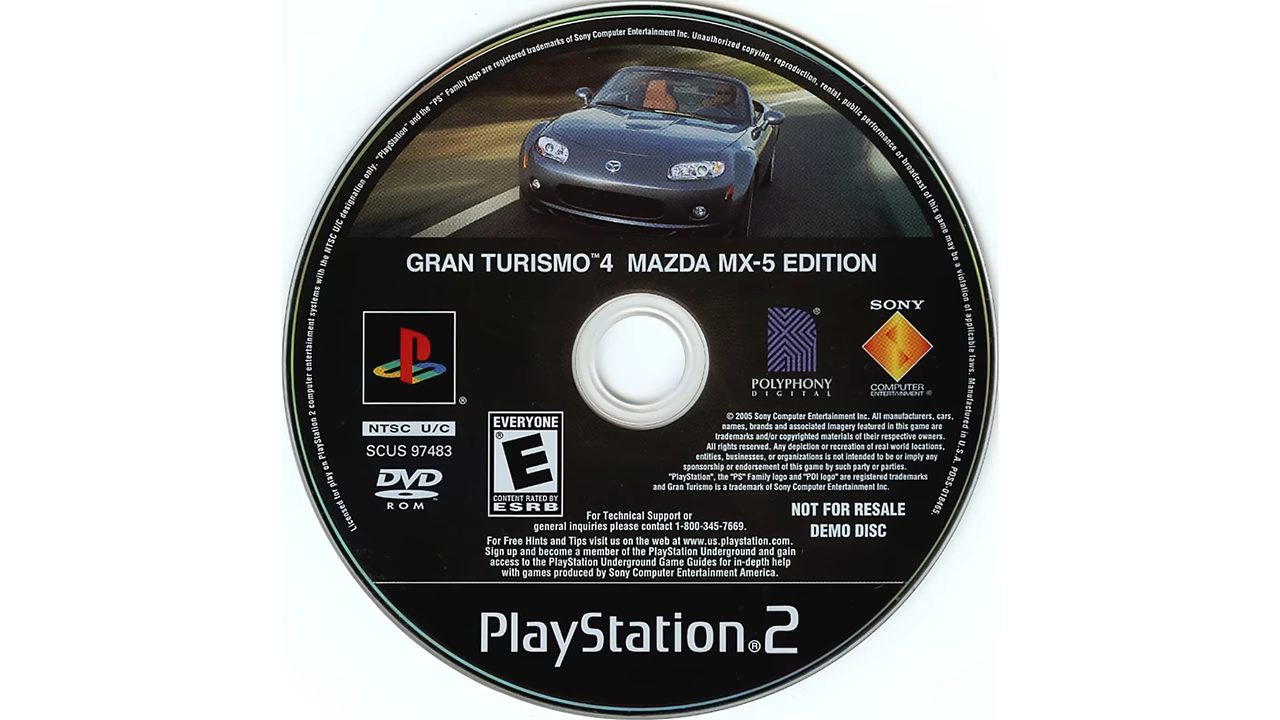 Licensed for play on PlayStation 2 computer entertainment systems with the NTSC U/C designation only. "PlayStation" and the "PS" Family logo are registered trademarks of Sony Computer Entertainment Inc. Unauthorized copying, reproduction, rental, public performance or broadcast of this game may be a violation of applicable laws. Manufactured in U.S.A. PDSS-018465.
GRAN TURISMO™4 MAZDA MX-5 EDITION
®
NTSC U/C
SCUS 97483
DVD
ROM
EVERYONE
E
®
CONTENT RATED BY
ESRB
®
POLYPHONY
DIGITAL
SONY
COMPUTER
ENTERTAINMENT®
© 2005 Sony Computer Entertainment Inc. All manufacturers, cars,
names, brands and associated imagery featured in this game are
trademarks and/or copyrighted materials of their respective owners.
All rights reserved. Any depiction or recreation of real world locations,
entities, businesses, or organizations is not intended to be or imply any
sponsorship or endorsement of this game by such party or parties.
"PlayStation", the "PS" Family logo and "PDI logo" are registered trademarks
and Gran Turismo is a trademark of Sony Computer Entertainment Inc.
NOT FOR RESALE
DEMO DISC
For Technical Support or
general inquiries please contact 1-800-345-7669.
For Free Hints and Tips visit us on the web at www.us.playstation.com.
Sign up and become a member of the PlayStation Underground and gain
access to the PlayStation Underground Game Guides for in-depth help
with games produced by Sony Computer Entertainment America.
PlayStation®2